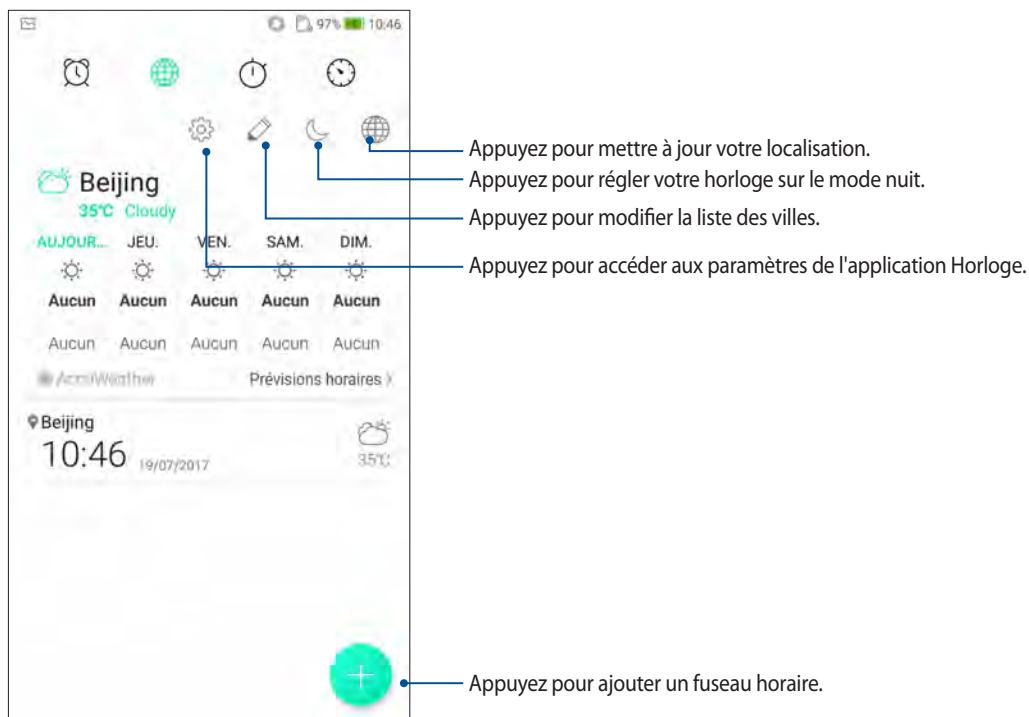 97% 10:46
Appuyez pour mettre à jour votre localisation.
Appuyez pour régler votre horloge sur le mode nuit.
Appuyez pour modifier la liste des villes.
Appuyez pour accéder aux paramètres de l'application Horloge.
Beijing
35°C Cloudy
AUJOUR... JEU. VEN. SAM. DIM.
Aucun Aucun Aucun Aucun Aucun
Aucun Aucun Aucun Aucun Aucun
AccuWeather Prévisions horaires >
Beijing
10:46 19/07/2017
35°C
Appuyez pour ajouter un fuseau horaire.